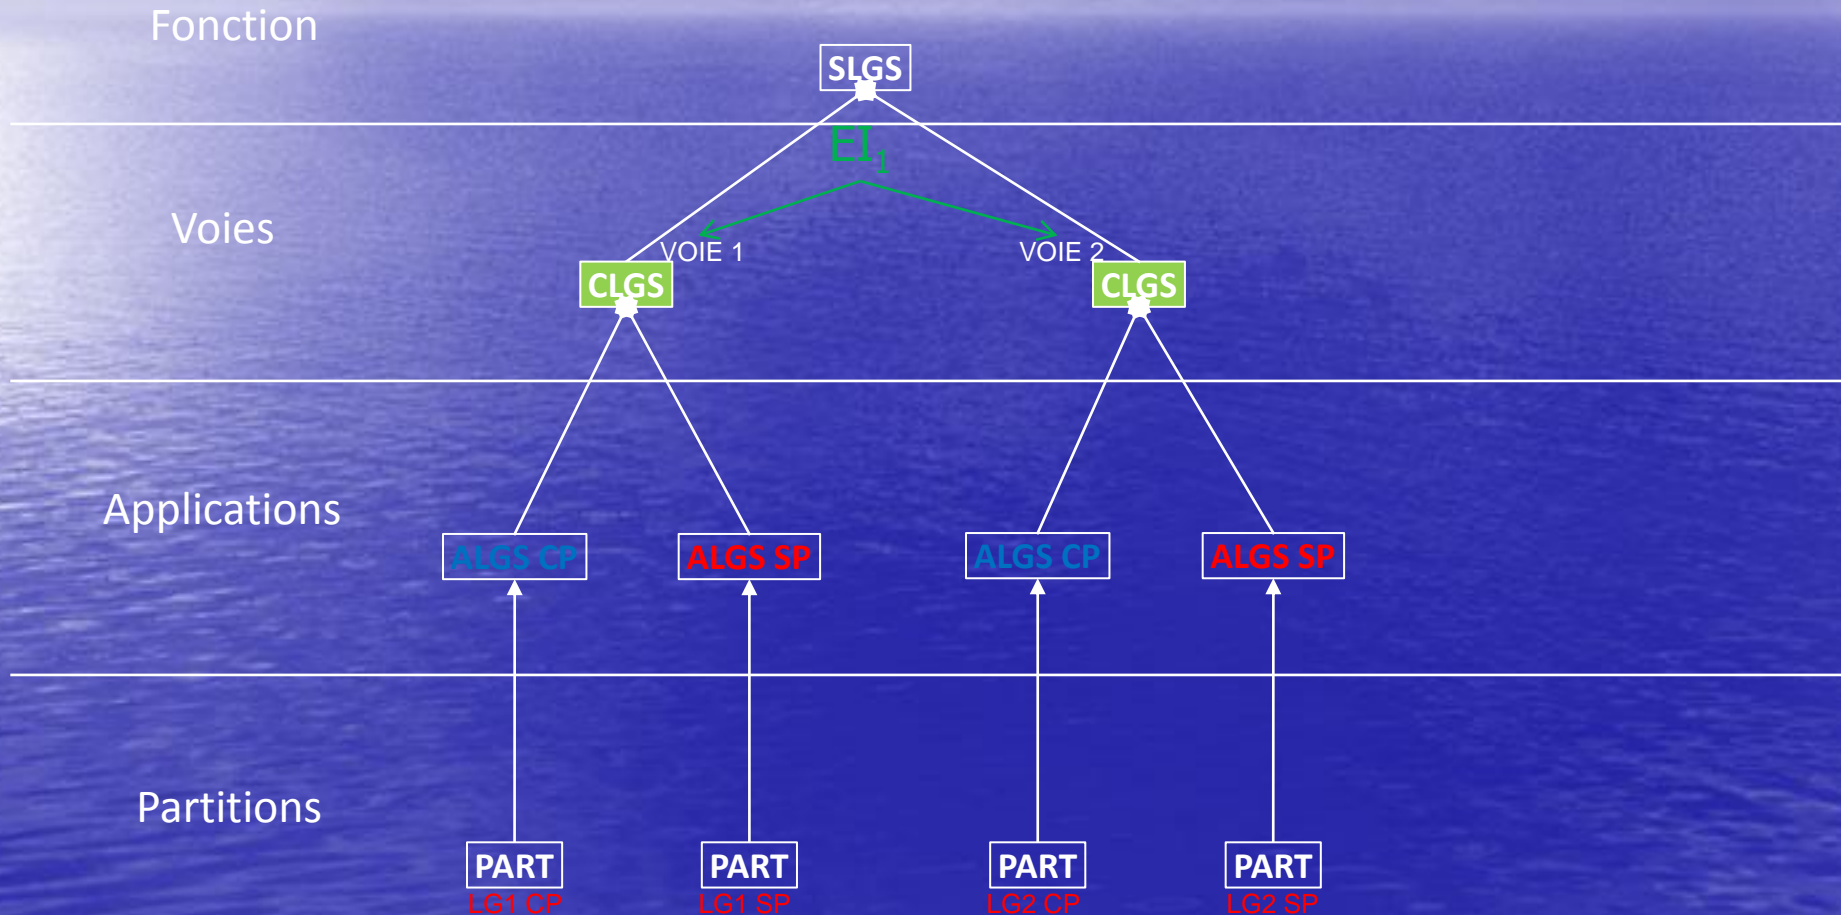 Fonction
SLGS
EI1
Voies
VOIE 1
VOIE 2
CLGS
CLGS
Applications
ALGS CP
ALGS SP
ALGS CP
ALGS SP
Partitions
PART
PART
PART
PART
LG1 CP
LG1 SP
LG2 CP
LG2 SP